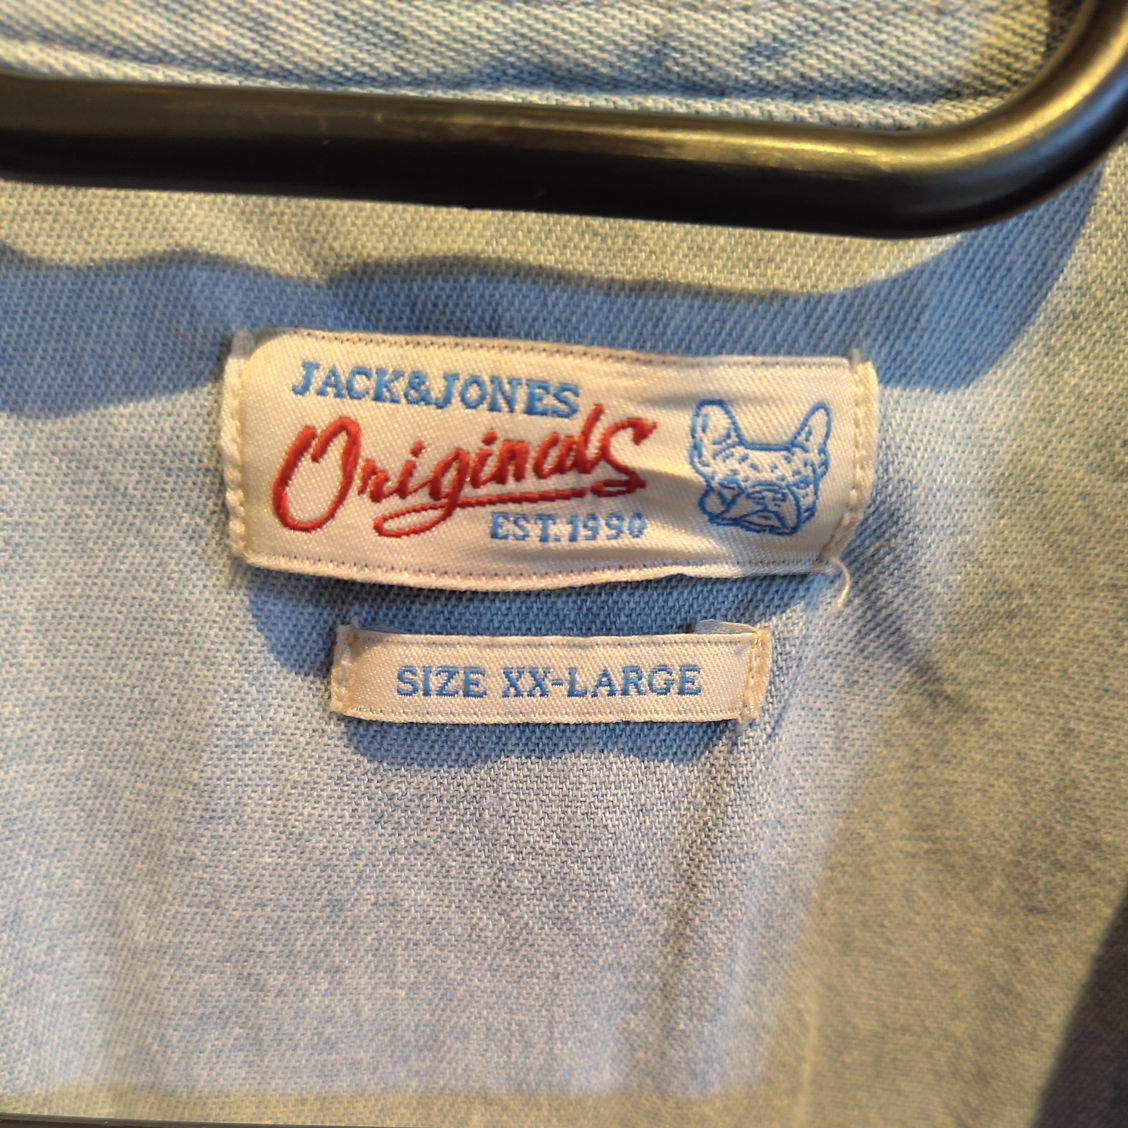 JACK&JONES
Originals
EST.1990
SIZE XX-LARGE